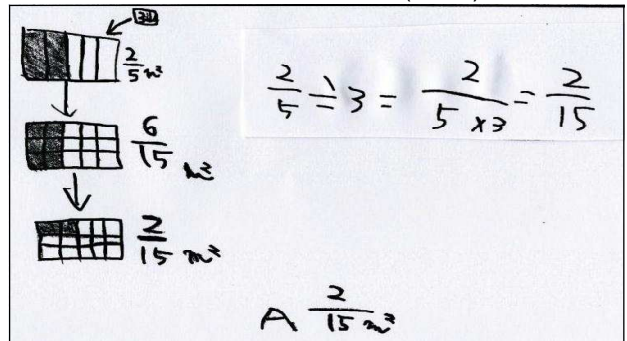 2/5 m²
2/5 ÷ 3 = 2/(5 ×3) = 2/15
6/15 m²
2/15 m²
A 2/15 m²